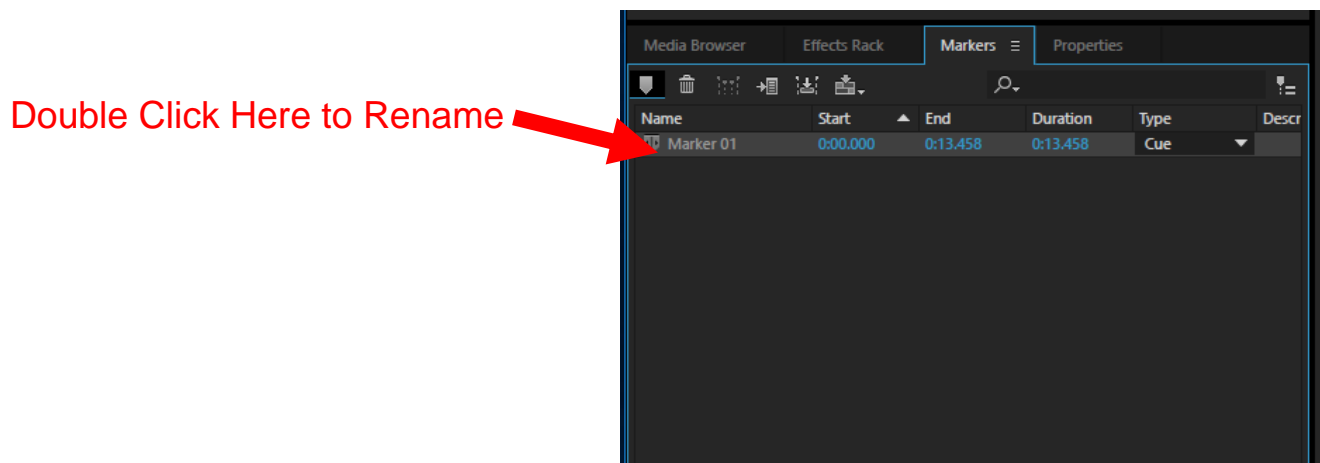 Media Browser Effects Rack Markers Properties
Double Click Here to Rename
Name Start End Duration Type Descr
Marker 01 0:00.000 0:13.458 0:13.458 Cue